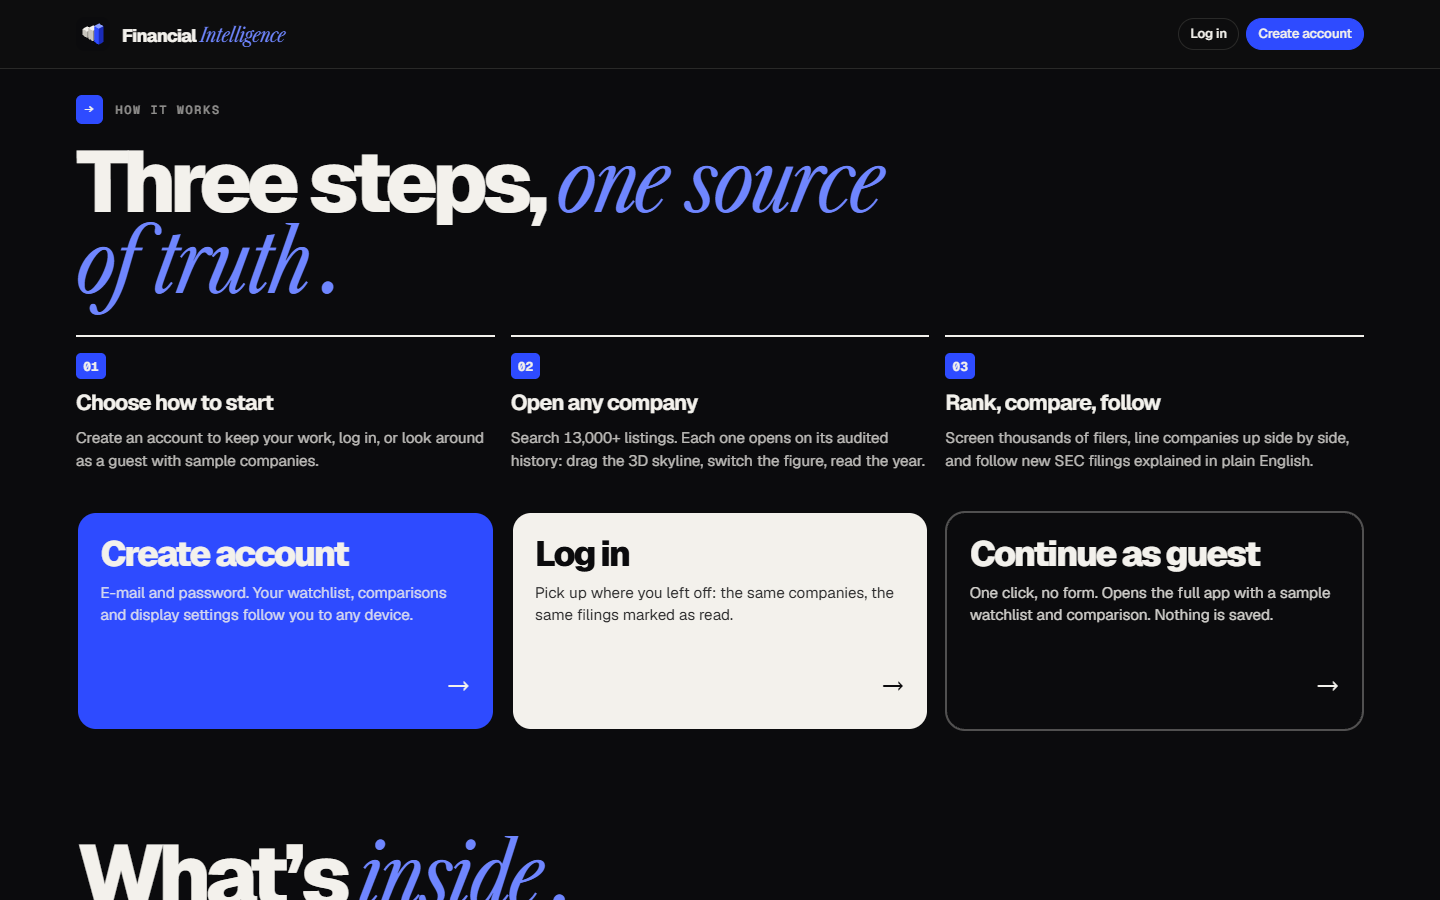 Financial Intelligence
Log in
Create account
→ HOW IT WORKS
Three steps, one source
of truth.
01
Choose how to start
Create an account to keep your work, log in, or look around
as a guest with sample companies.
02
Open any company
Search 13,000+ listings. Each one opens on its audited
history: drag the 3D skyline, switch the figure, read the year.
03
Rank, compare, follow
Screen thousands of filers, line companies up side by side,
and follow new SEC filings explained in plain English.
Create account
E-mail and password. Your watchlist, comparisons
and display settings follow you to any device.
→
Log in
Pick up where you left off: the same companies, the
same filings marked as read.
→
Continue as guest
One click, no form. Opens the full app with a sample
watchlist and comparison. Nothing is saved.
→
What’s inside.